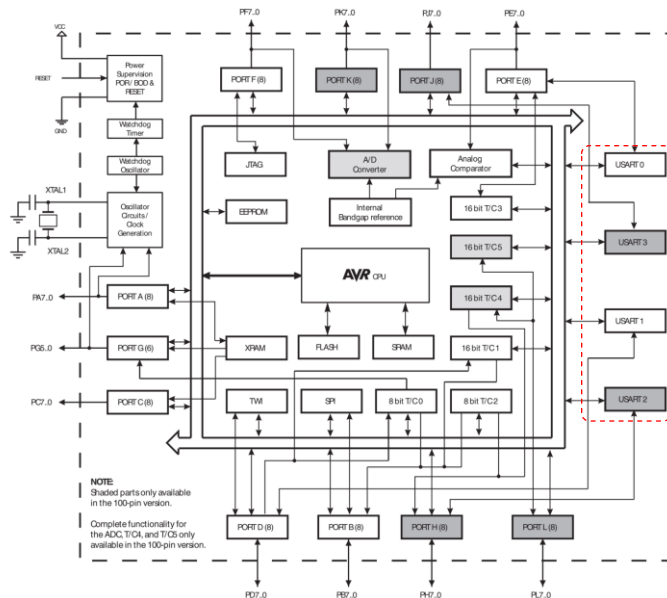 PF7..0
PK7..0
PJ7..0
PE7..0
VCC
Power
Supervision
POR/ BOD &
RESET
RESET
GND
PORT F (8)
PORT K (8)
PORT J (8)
PORT E (8)
Watchdog
Timer
Watchdog
Oscillator
JTAG
A/D
Converter
Analog
Comparator
USART 0
XTAL1
XTAL2
Oscillator
Circuits /
Clock
Generation
EEPROM
Internal
Bandgap reference
16 bit T/C 3
16 bit T/C 5
USART 3
AVR CPU
16 bit T/C 4
PA7..0
PORT A (8)
USART 1
PG5..0
PORT G (6)
XRAM
FLASH
SRAM
16 bit T/C 1
PC7..0
PORT C (8)
TWI
SPI
8 bit T/C 0
8 bit T/C 2
USART 2
NOTE:
Shaded parts only available
in the 100-pin version.
Complete functionality for
the ADC, T/C4, and T/C5 only
available in the 100-pin version.
PORT D (8)
PORT B (8)
PORT H (8)
PORT L (8)
PD7..0
PB7..0
PH7..0
PL7..0